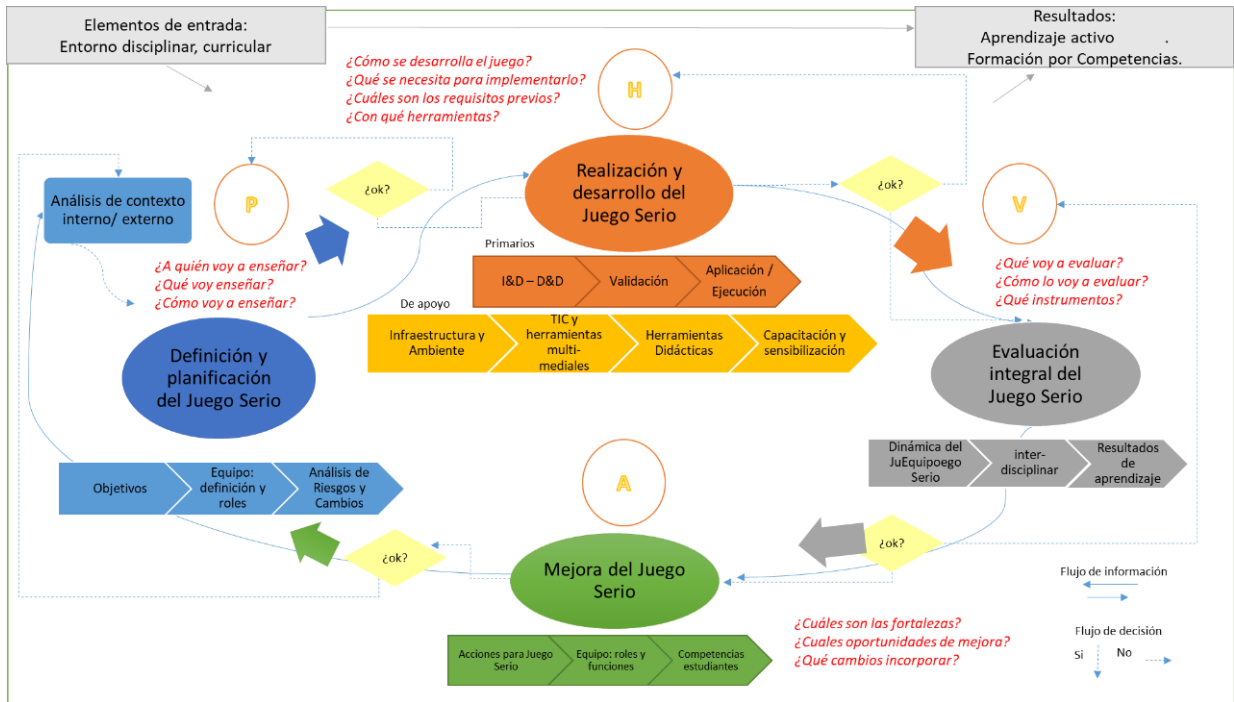 Elementos de entrada:
Entorno disciplinar, curricular
Resultados:
Aprendizaje activo .
Formación por Competencias.
¿Cómo se desarrolla el juego?
¿Qué se necesita para implementarlo?
¿Cuáles son los requisitos previos?
¿Con qué herramientas?
H
Análisis de contexto
interno/ externo
P
¿ok?
Realización y
desarrollo del
Juego Serio
¿ok?
V
¿A quién voy a enseñar?
¿Qué voy enseñar?
¿Cómo voy a enseñar?
Primarios
I&D – D&D
Validación
Aplicación /
Ejecución
¿Qué voy a evaluar?
¿Cómo lo voy a evaluar?
¿Qué instrumentos?
De apoyo
Infraestructura y
Ambiente
TIC y
herramientas
multi-
mediales
Herramientas
Didácticas
Capacitación y
sensibilización
Definición y
planificación
del Juego Serio
Evaluación
integral del
Juego Serio
Objetivos
Equipo:
definición y
roles
Análisis de
Riesgos y
Cambios
A
Dinámica del
JuEquipoego
Serio
inter-
disciplinar
Resultados
de
aprendizaje
¿ok?
Mejora del Juego
Serio
¿ok?
Flujo de información
Flujo de decisión
Si
No
Acciones para Juego
Serio
Equipo: roles y
funciones
Competencias
estudiantes
¿Cuáles son las fortalezas?
¿Cuales oportunidades de mejora?
¿Qué cambios incorporar?